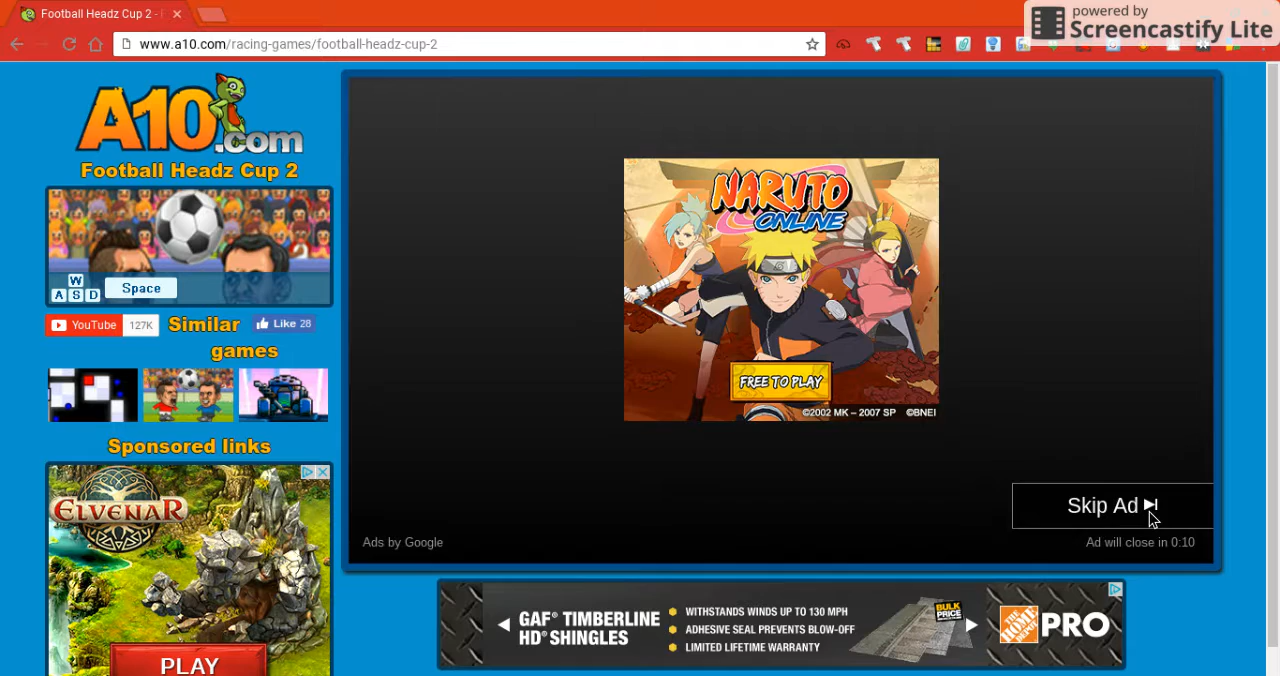 Football Headz Cup 2 - F
powered by
Screencastify Lite
www.a10.com/racing-games/football-headz-cup-2
A10.com
Football Headz Cup 2
W
A S D
Space
YouTube 127K
Similar games
Like 28
Sponsored links
ELVENAR
PLAY
NARUTO
ONLINE
FREE TO PLAY
©2002 MK – 2007 SP ©BNEI
Skip Ad
Ads by Google
Ad will close in 0:10
GAF® TIMBERLINE
HD® SHINGLES
WITHSTANDS WINDS UP TO 130 MPH
ADHESIVE SEAL PREVENTS BLOW-OFF
LIMITED LIFETIME WARRANTY
BULK
PRICE
THE HOME DEPOT
PRO